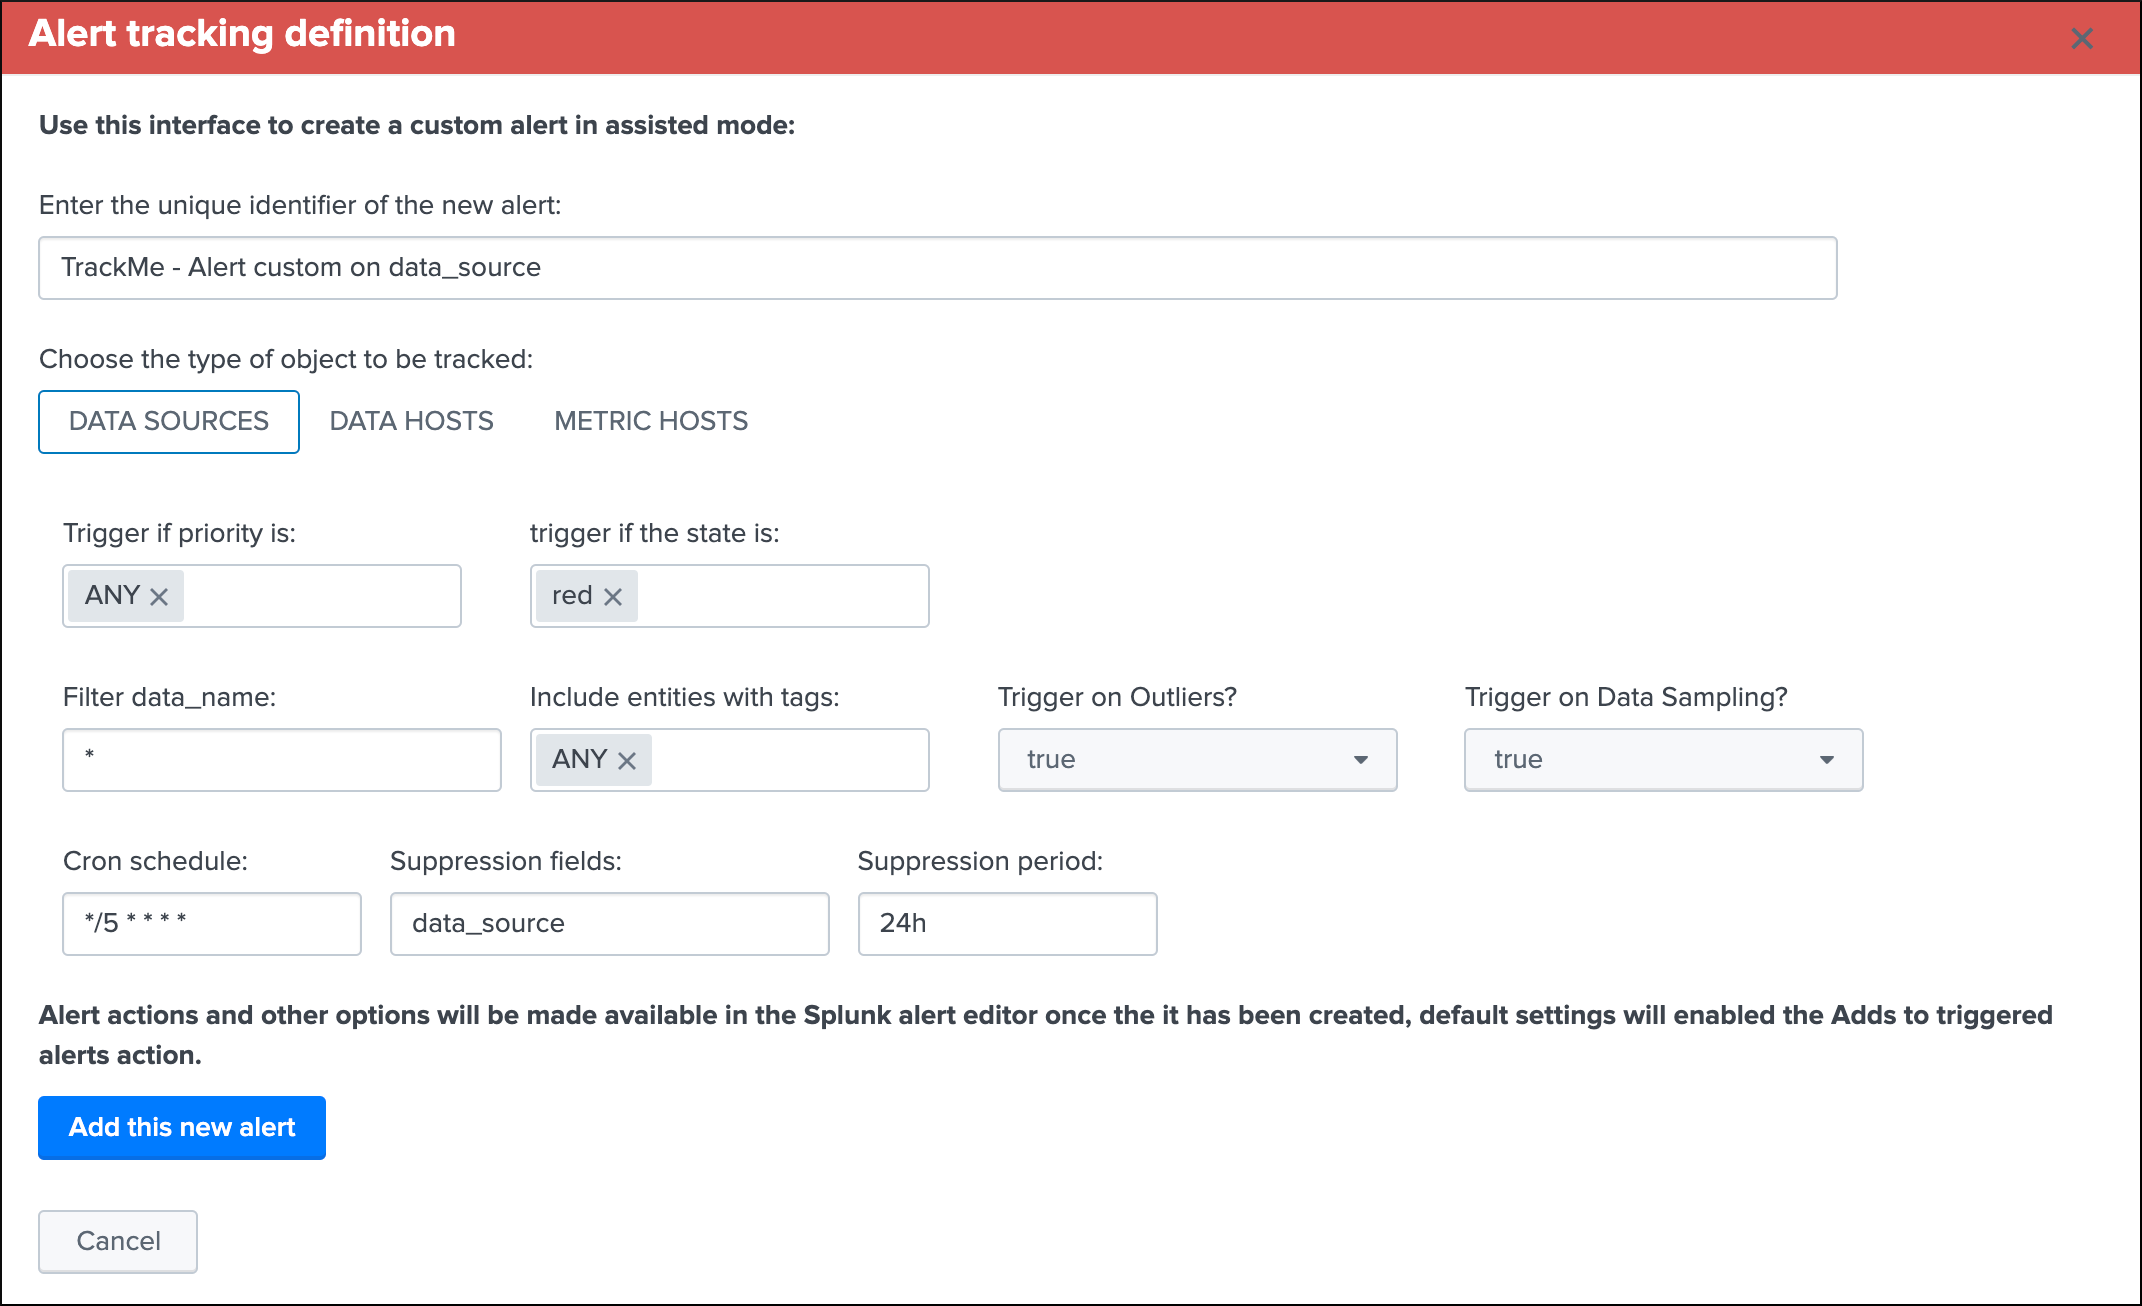 Alert tracking definition
Use this interface to create a custom alert in assisted mode:
Enter the unique identifier of the new alert:
TrackMe - Alert custom on data_source
Choose the type of object to be tracked:
DATA SOURCES DATA HOSTS METRIC HOSTS
Trigger if priority is: trigger if the state is:
ANY red
Filter data_name: Include entities with tags: Trigger on Outliers? Trigger on Data Sampling?
* ANY true true
Cron schedule: Suppression fields: Suppression period:
*/5 * * * * data_source 24h
Alert actions and other options will be made available in the Splunk alert editor once the it has been created, default settings will enabled the Adds to triggered
alerts action.
Add this new alert
Cancel